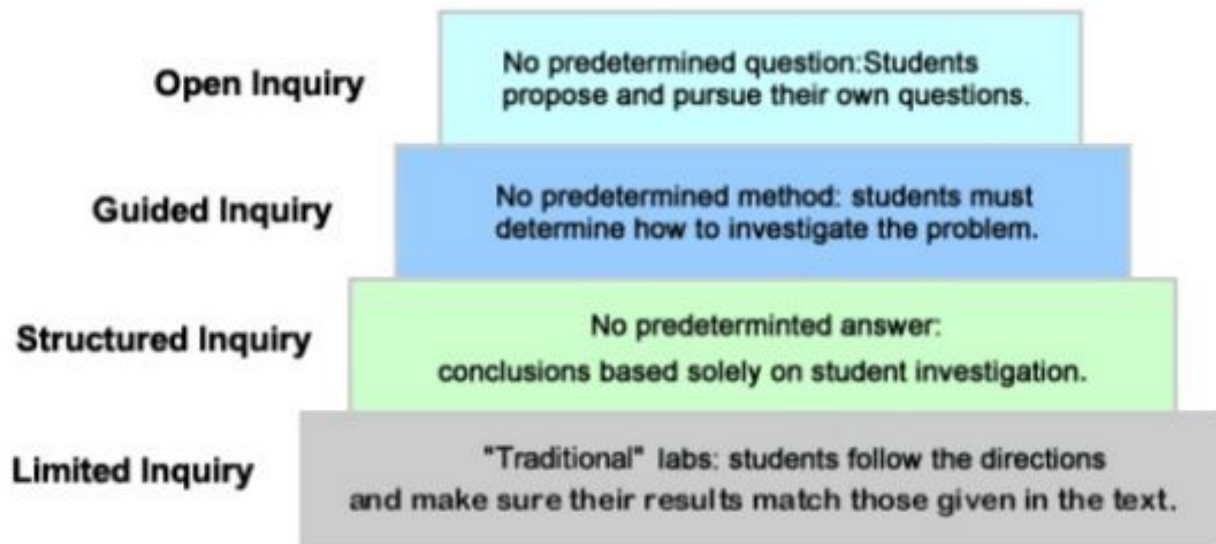 Open Inquiry
No predetermined question:Students
propose and pursue their own questions.
Guided Inquiry
No predetermined method: students must
determine how to investigate the problem.
Structured Inquiry
No predeterminted answer:
conclusions based solely on student investigation.
Limited Inquiry
"Traditional" labs: students follow the directions
and make sure their results match those given in the text.